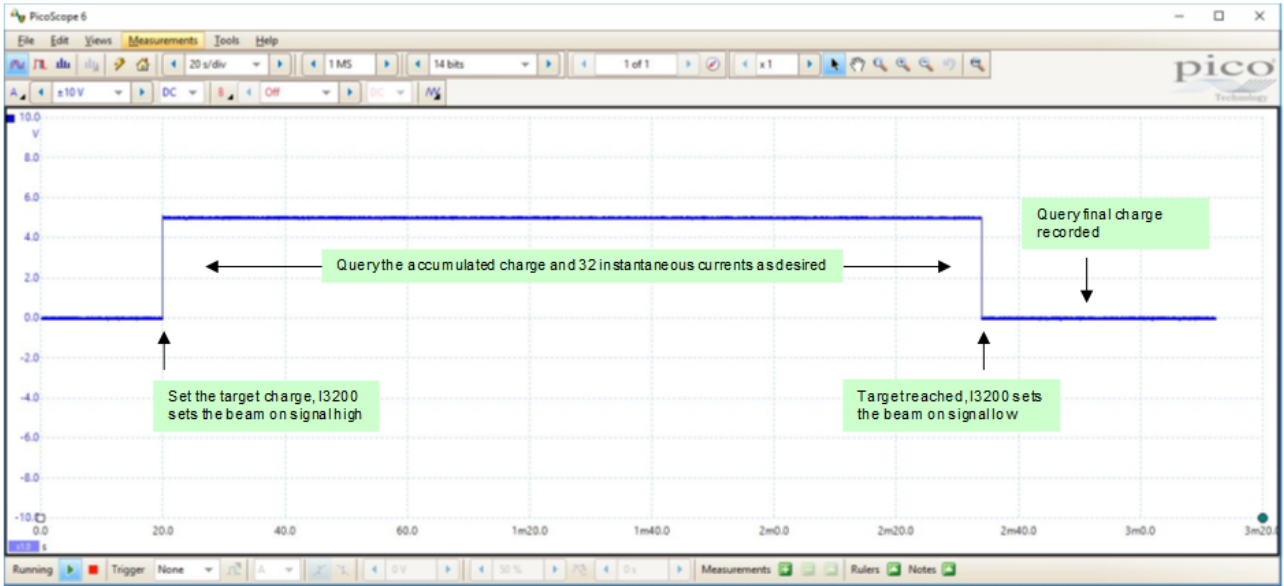 PicoScope 6
File Edit Views Measurements Tools Help
20 s/div 1 MS 14 bits 1 of 1 x1
pico
Technology
A ±10 V DC B Off DC
10.0
V
8.0
6.0
Query final charge
recorded
4.0
Query the accumulated charge and 32 instantaneous currents as desired
2.0
0.0
-2.0
Set the target charge, I3200
sets the beam on signal high
Target reached, I3200 sets
the beam on signal low
-4.0
-6.0
-8.0
-10.0
0.0 20.0 40.0 60.0 1m20.0 1m40.0 2m0.0 2m20.0 2m40.0 3m0.0 3m20.0
x1.0 s
Running Trigger None A 0 V 50 % 0 s Measurements Rulers Notes